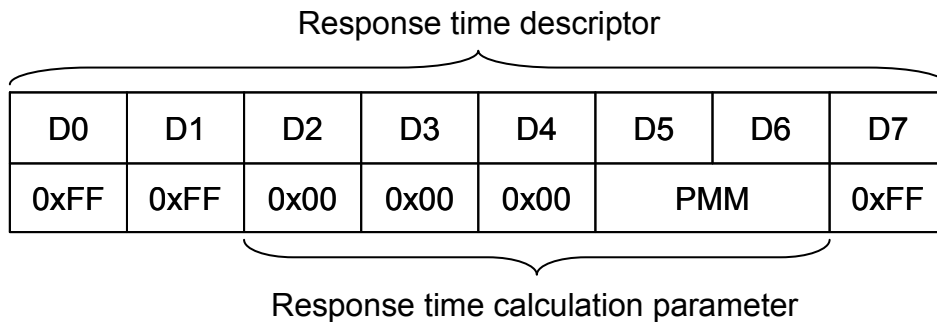 Response time descriptor
D0 D1 D2 D3 D4 D5 D6 D7
0xFF 0xFF 0x00 0x00 0x00 PMM 0xFF
Response time calculation parameter